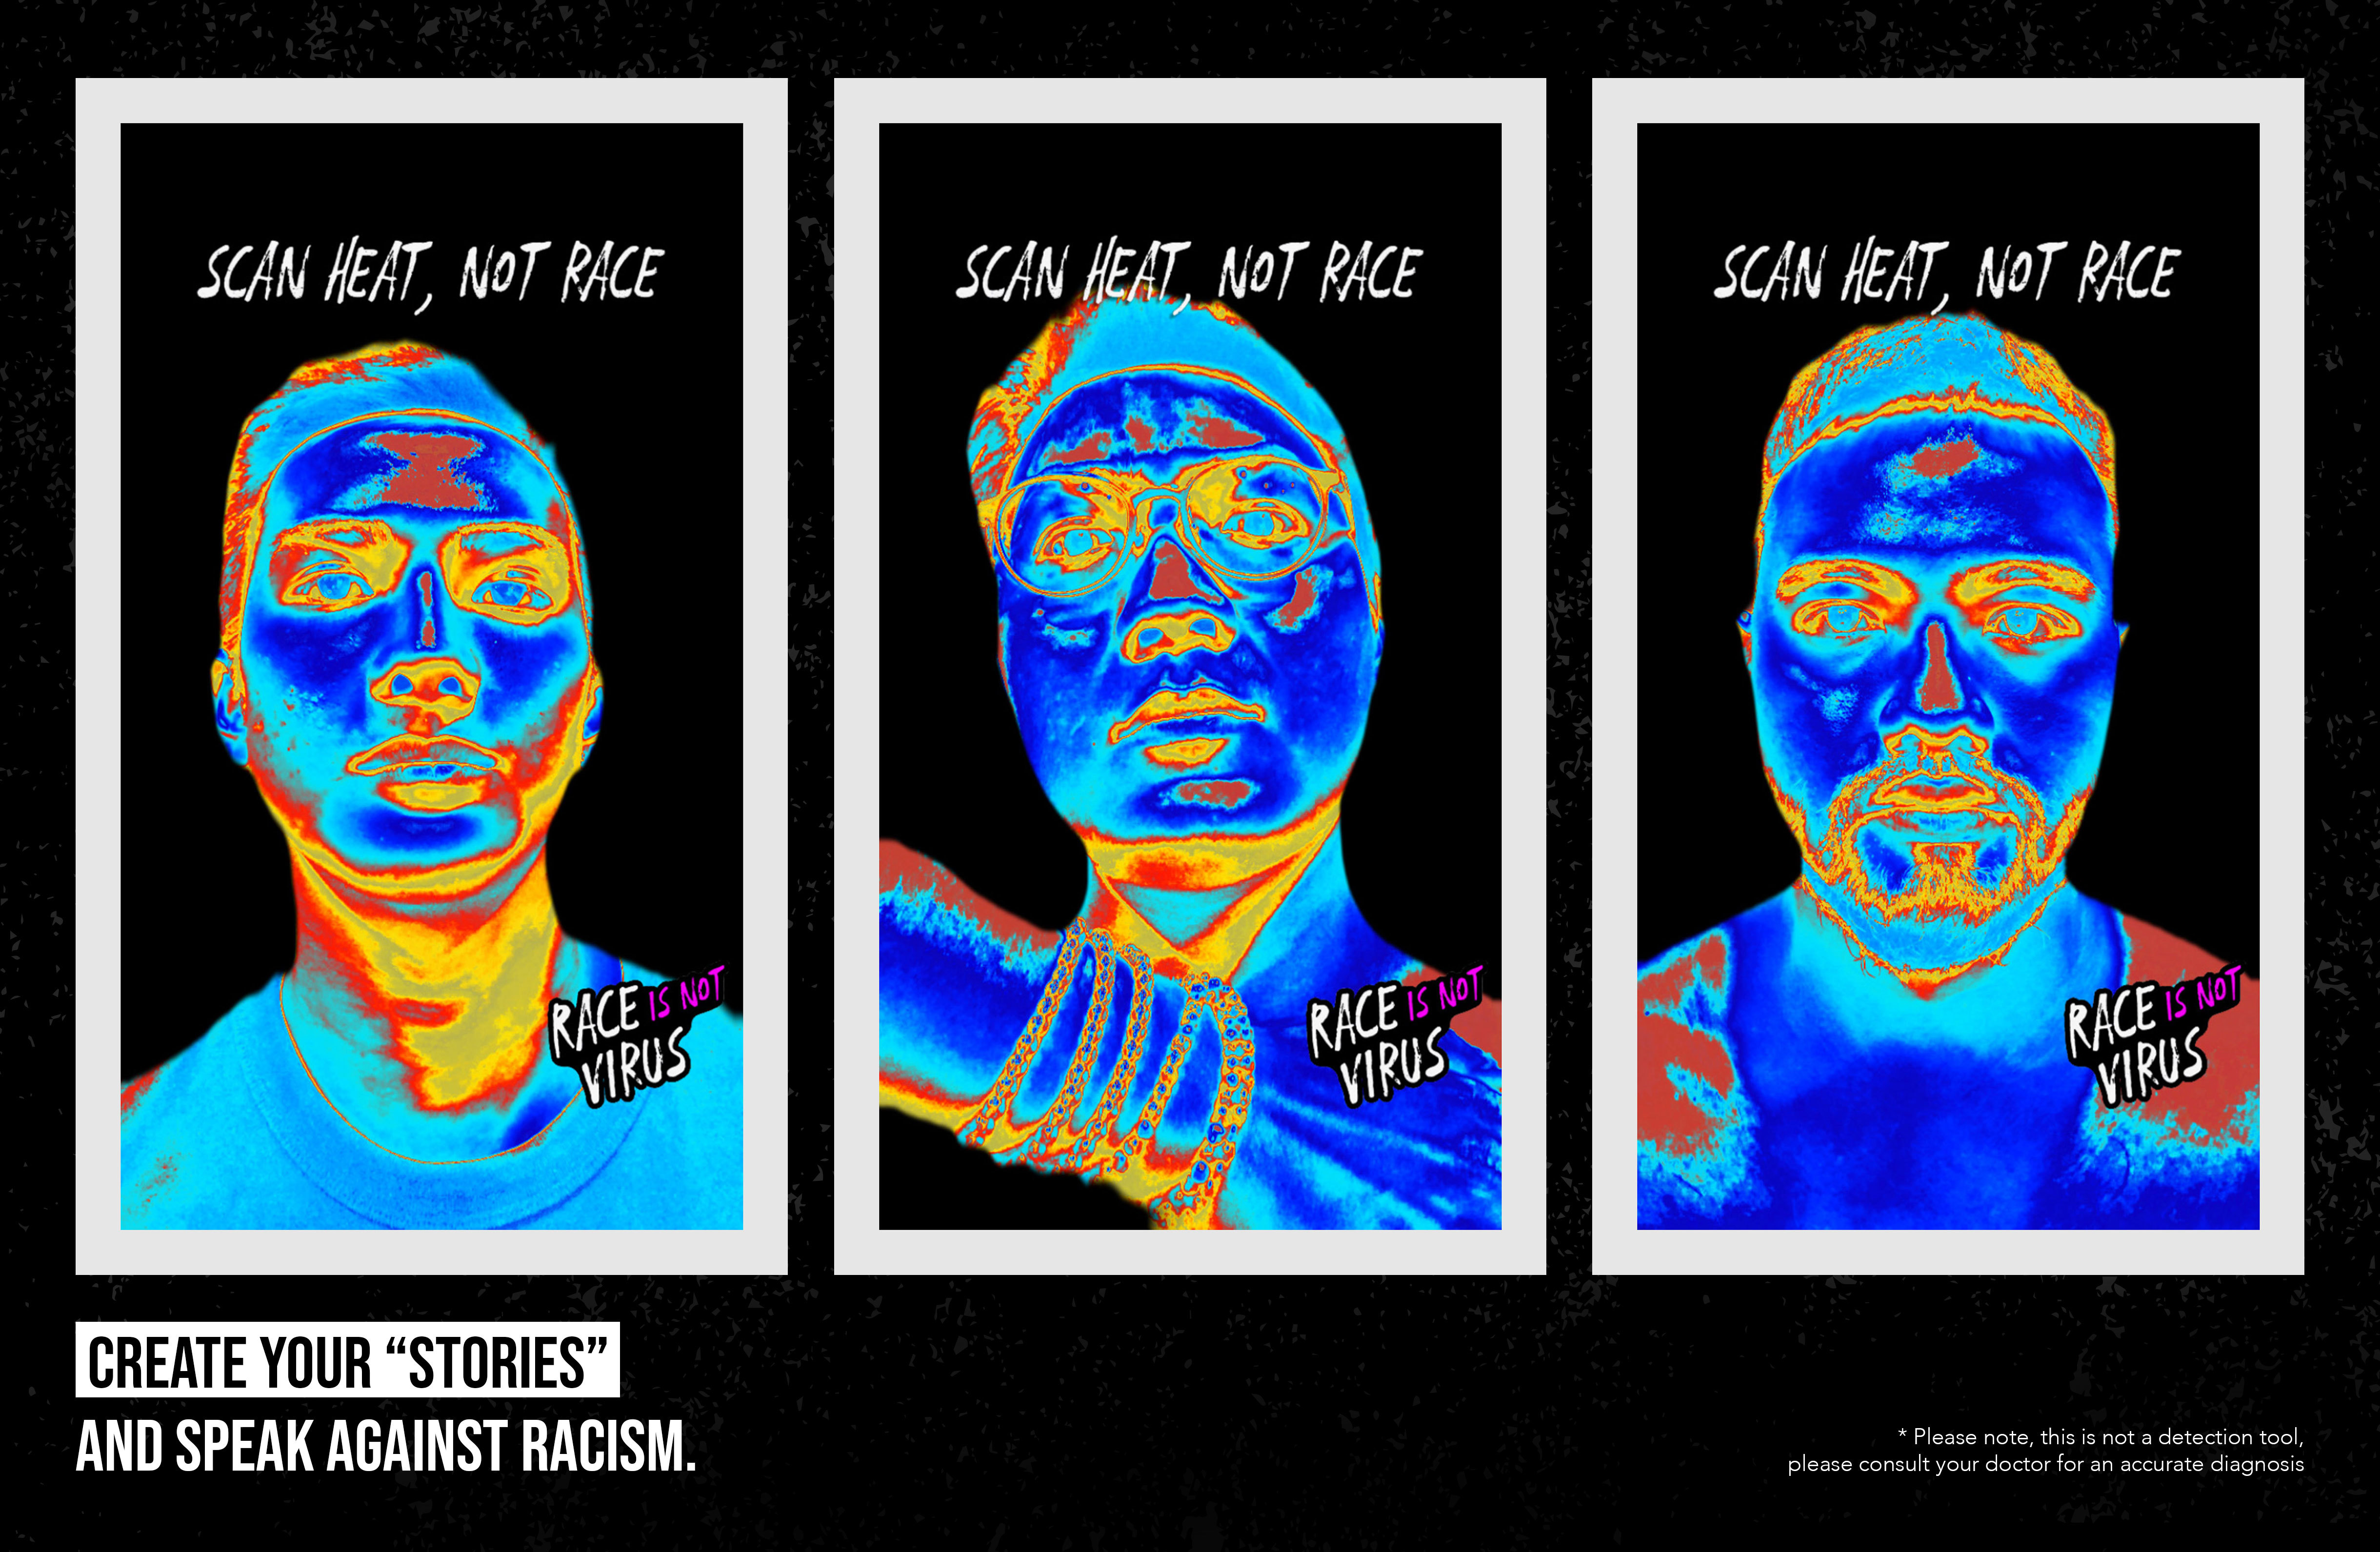 SCAN HEAT, NOT RACE
RACE IS NOT
VIRUS
SCAN HEAT, NOT RACE
RACE IS NOT
VIRUS
SCAN HEAT, NOT RACE
RACE IS NOT
VIRUS
CREATE YOUR “STORIES”
AND SPEAK AGAINST RACISM.
* Please note, this is not a detection tool,
please consult your doctor for an accurate diagnosis